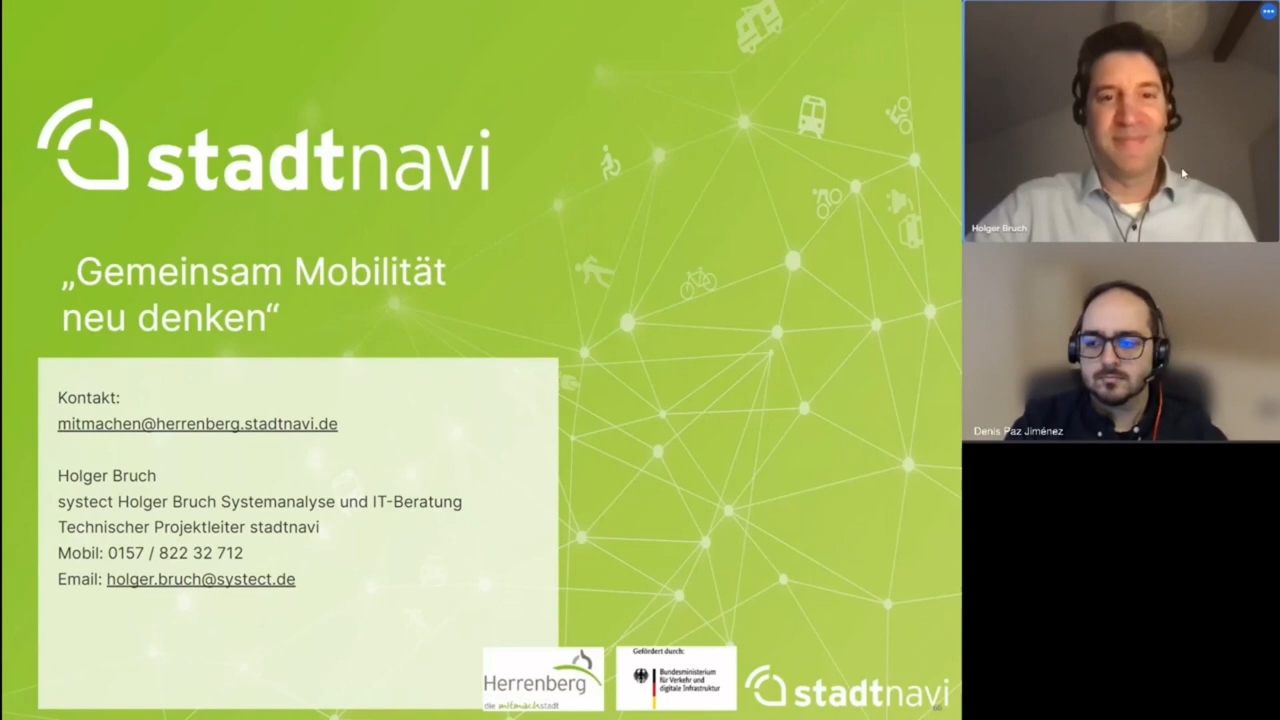 stadtnavi
„Gemeinsam Mobilität
neu denken“
Kontakt:
mitmachen@herrenberg.stadtnavi.de
Holger Bruch
systect Holger Bruch Systemanalyse und IT-Beratung
Technischer Projektleiter stadtnavi
Mobil: 0157 / 822 32 712
Email: holger.bruch@systect.de
Herrenberg
die mitmachstadt
Gefördert durch:
Bundesministerium
für Verkehr und
digitale Infrastruktur
stadtnavi
Holger Bruch
Denis Paz Jiménez